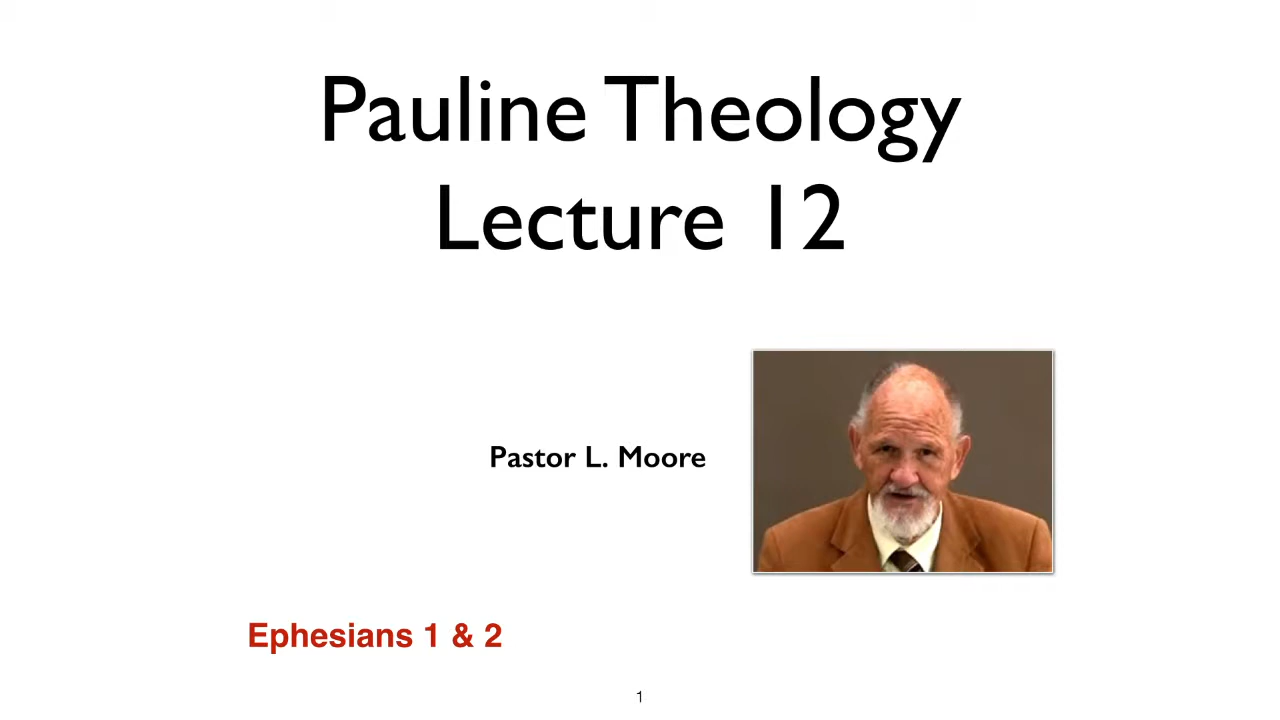 Pauline Theology
Lecture 12
Pastor L. Moore
Ephesians 1 & 2
1